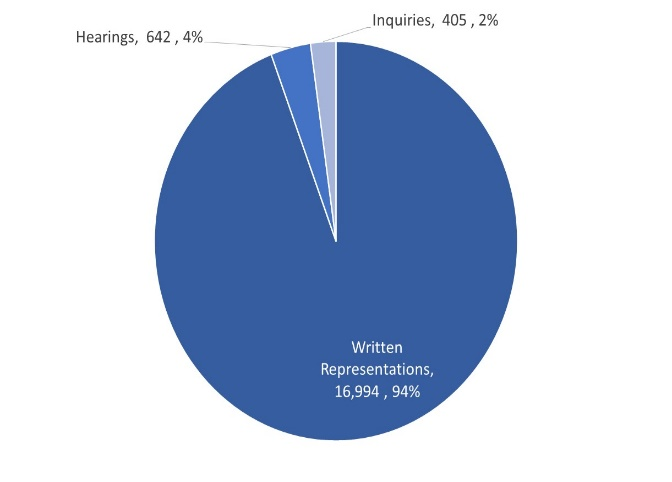 Inquiries, 405 , 2%
Hearings, 642 , 4%
Written
Representations,
16,994 , 94%